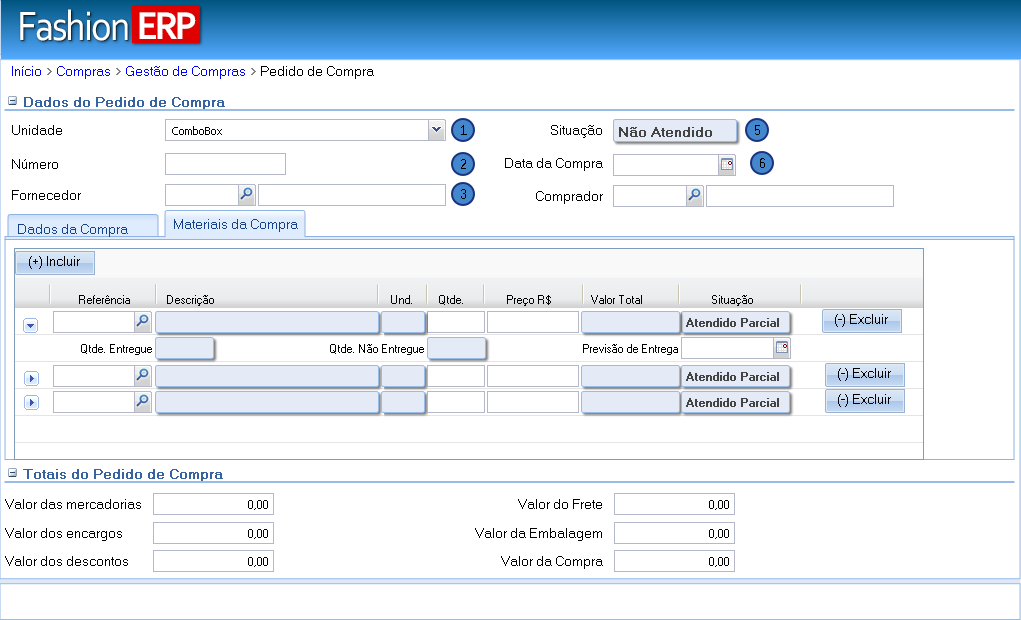 Fashion ERP
Início > Compras > Gestão de Compras > Pedido de Compra
Dados do Pedido de Compra
Unidade ComboBox 1 Situação Não Atendido 5
Número 2 Data da Compra 6
Fornecedor 3 Comprador
Dados da Compra Materiais da Compra
(+) Incluir
Referência Descrição Und. Qtde. Preço R$ Valor Total Situação
Atendido Parcial (-) Excluir
Qtde. Entregue Qtde. Não Entregue Previsão de Entrega
Atendido Parcial (-) Excluir
Atendido Parcial (-) Excluir
Totais do Pedido de Compra
Valor das mercadorias 0,00 Valor do Frete 0,00
Valor dos encargos 0,00 Valor da Embalagem 0,00
Valor dos descontos 0,00 Valor da Compra 0,00